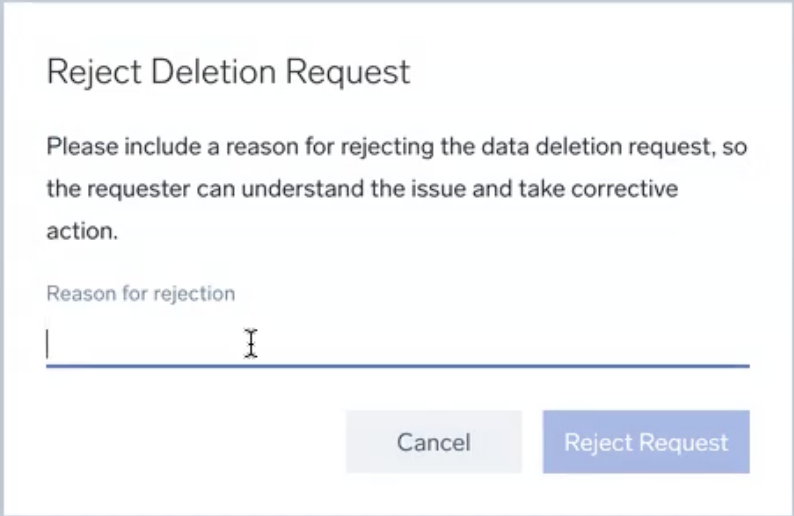 Reject Deletion Request
Please include a reason for rejecting the data deletion request, so
the requester can understand the issue and take corrective
action.
Reason for rejection
Cancel
Reject Request